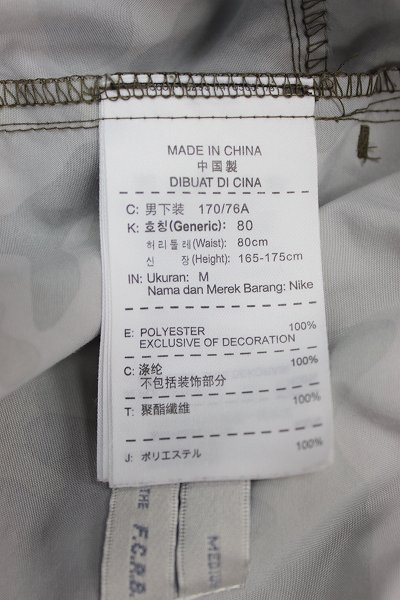 MADE IN CHINA
中国製
DIBUAT DI CINA
C: 男下装 170/76A
K: 호칭(Generic): 80
허리둘레(Waist): 80cm
신 장(Height): 165-175cm
IN: Ukuran: M
Nama dan Merek Barang: Nike
E: POLYESTER 100%
EXCLUSIVE OF DECORATION
C: 涤纶 100%
不包括装饰部分
T: 聚酯纖維 100%
J: ポリエステル 100%
THE
F.C.R.B.